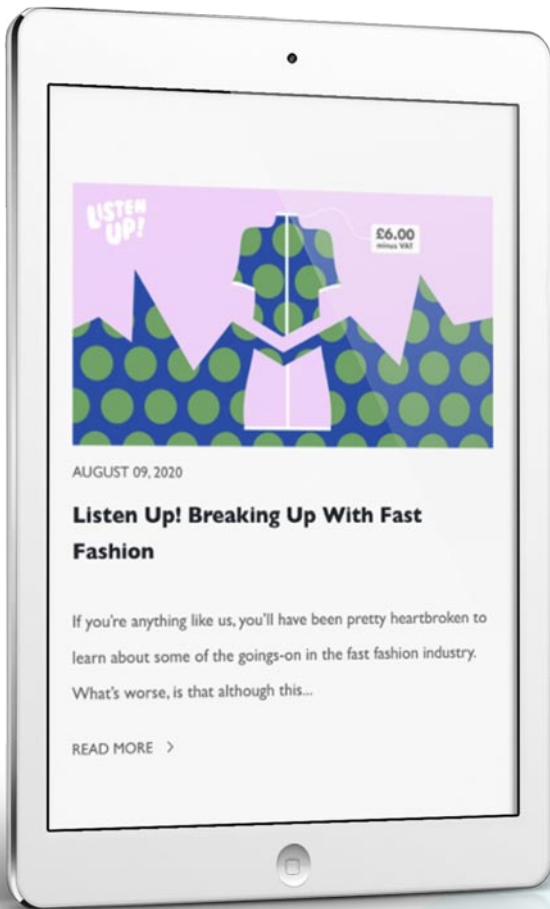 LISTEN
UP!
£6.00
minus VAT
AUGUST 09, 2020
Listen Up! Breaking Up With Fast
Fashion
If you're anything like us, you'll have been pretty heartbroken to
learn about some of the goings-on in the fast fashion industry.
What's worse, is that although this...
READ MORE >